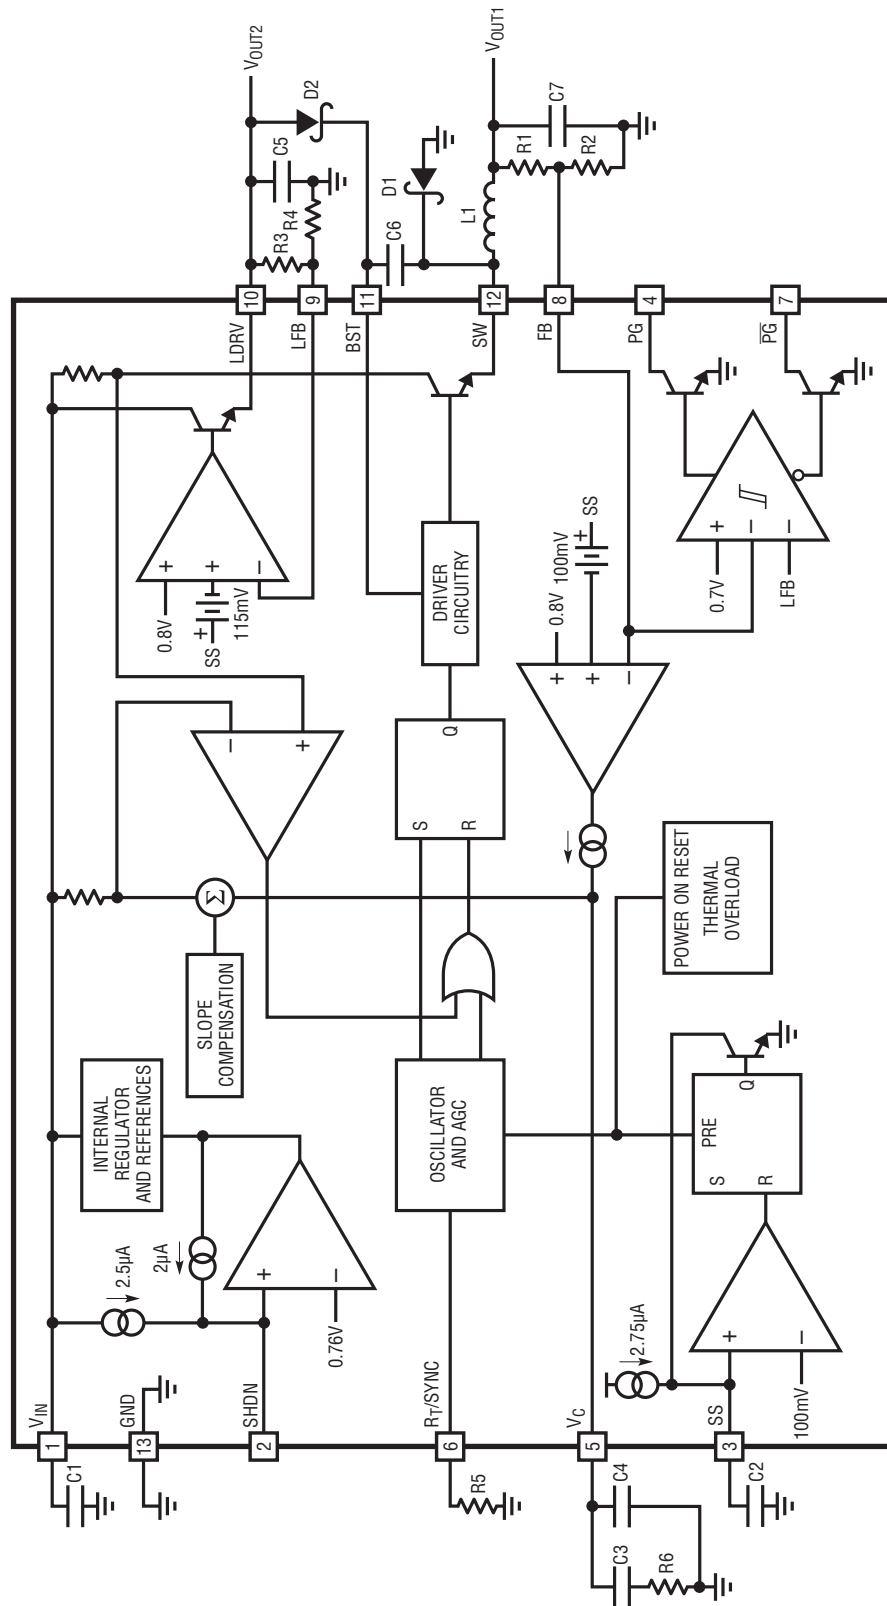 VIN
1
C1
GND
13
SHDN
2
RT/SYNC
6
R5
VC
5
C4
C3
R6
SS
3
C2
2.5µA
2µA
INTERNAL
REGULATOR
AND REFERENCES
+
–
0.76V
SLOPE
COMPENSATION
Σ
OSCILLATOR
AND AGC
2.75µA
+
–
100mV
PRE
S
R
Q
POWER ON RESET
THERMAL
OVERLOAD
–
+
S
R
Q
DRIVER
CIRCUITRY
0.8V
+
+
–
SS
+
115mV
0.8V
100mV
+
SS
+
+
–
0.7V
+
–
–
LFB
LDRV
10
LFB
9
BST
11
SW
12
FB
8
PG
4
PG
7
R3
R4
C5
D2
VOUT2
C6
D1
L1
R1
R2
C7
VOUT1